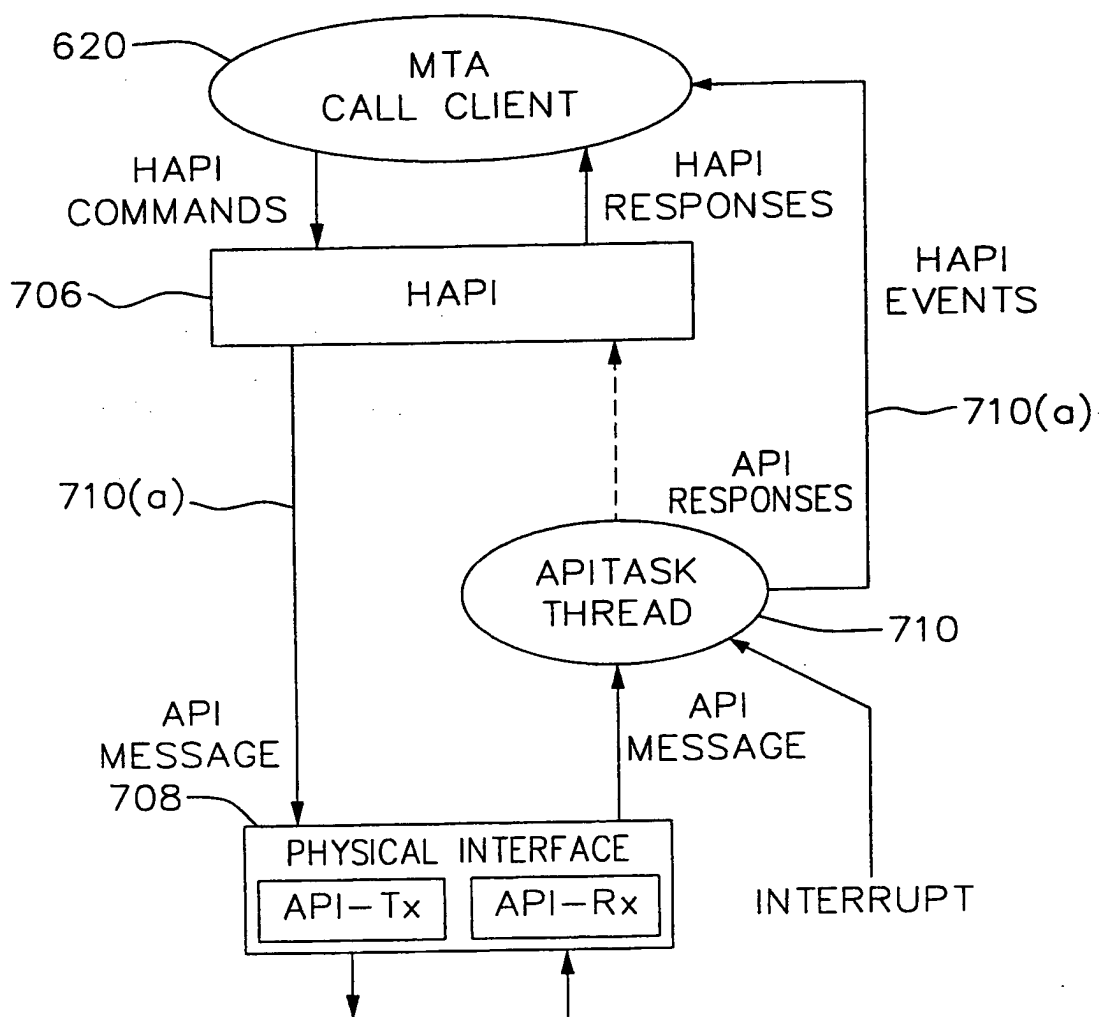 620
MTA
CALL CLIENT
HAPI
COMMANDS
HAPI
RESPONSES
706
HAPI
HAPI
EVENTS
710(a)
710(a)
API
RESPONSES
APITASK
THREAD
710
API
MESSAGE
API
MESSAGE
708
PHYSICAL INTERFACE
API-Tx
API-Rx
INTERRUPT